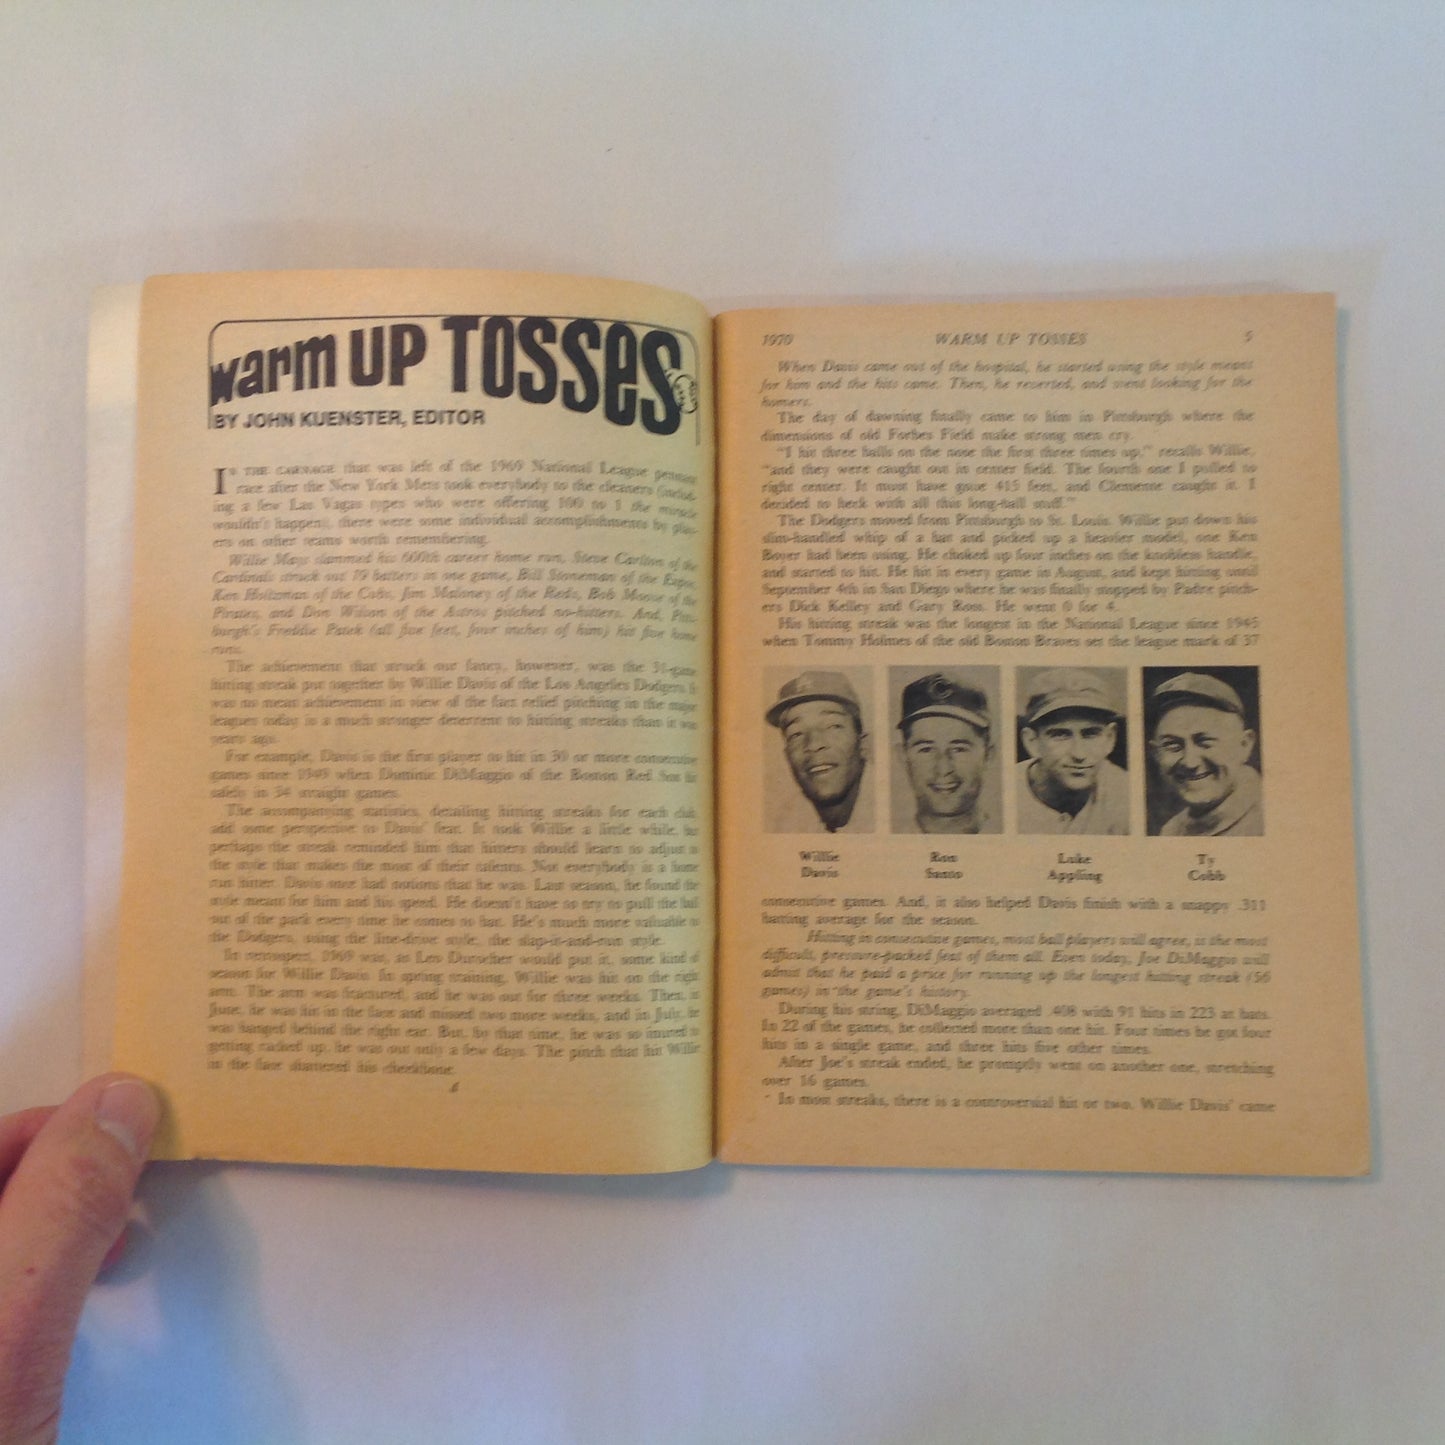 warm UP TOSSES
BY JOHN KUENSTER, EDITOR
IN THE CARNAGE that was left of the 1969 National League pennant
race after the New York Mets took everybody to the cleaners (includ-
ing a few Las Vegas types who were offering 100 to 1 the miracle
wouldn't happen), there were some individual accomplishments by play-
ers on other teams worth remembering.
Willie Mays slammed his 600th career home run, Steve Carlton of the
Cardinals struck out 19 batters in one game, Bill Stoneman of the Expos,
Ken Holtzman of the Cubs, Jim Maloney of the Reds, Bob Moose of the
Pirates, and Don Wilson of the Astros pitched no-hitters. And, Pitts-
burgh's Freddie Patek (all five feet, four inches of him) hit five home
runs.
The achievement that struck our fancy, however, was the 31-game
hitting streak put together by Willie Davis of the Los Angeles Dodgers. It
was no mean achievement in view of the fact relief pitching in the major
leagues today is a much stronger deterrent to hitting streaks than it was
years ago.
For example, Davis is the first player to hit in 30 or more consecutive
games since 1949 when Dominic DiMaggio of the Boston Red Sox hit
safely in 34 straight games.
The accompanying statistics, detailing hitting streaks for each club,
add some perspective to Davis' feat. It took Willie a little while, but
perhaps the streak reminded him that hitters should learn to adjust to
the style that makes the most of their talents. Not everybody is a home
run hitter. Davis once had notions that he was. Last season, he found the
style meant for him and his speed. He doesn't have to try to pull the ball
out of the park every time he comes to bat. He's much more valuable to
the Dodgers, using the line-drive style, the slap-it-and-run style.
In retrospect, 1969 was, as Leo Durocher would put it, some kind of
season for Willie Davis. In spring training, Willie was hit on the right
arm. The arm was fractured, and he was out for three weeks. Then, in
June, he was hit in the face and missed two more weeks, and in July, he
was banged behind the right ear. But, by that time, he was so inured to
getting racked up, he was out only a few days. The pitch that hit Willie
in the face shattered his cheekbone.
4
1970 WARM UP TOSSES 5
When Davis came out of the hospital, he started using the style meant
for him and the hits came. Then, he reverted, and went looking for the
homers.
The day of dawning finally came to him in Pittsburgh where the
dimensions of old Forbes Field make strong men cry.
"I hit three balls on the nose the first three times up," recalls Willie,
"and they were caught out in center field. The fourth one I pulled to
right center. It must have gone 415 feet, and Clemente caught it. I
decided to heck with all this long-ball stuff."
The Dodgers moved from Pittsburgh to St. Louis. Willie put down his
slim-handled whip of a bat and picked up a heavier model, one Ken
Boyer had been using. He choked up four inches on the knobless handle,
and started to hit. He hit in every game in August, and kept hitting until
September 4th in San Diego where he was finally stopped by Padre pitch-
ers Dick Kelley and Gary Ross. He went 0 for 4.
His hitting streak was the longest in the National League since 1945
when Tommy Holmes of the old Boston Braves set the league mark of 37
Willie Davis
Ron Santo
Luke Appling
Ty Cobb
consecutive games. And, it also helped Davis finish with a snappy .311
batting average for the season.
Hitting in consecutive games, most ball players will agree, is the most
difficult, pressure-packed feat of them all. Even today, Joe DiMaggio will
admit that he paid a price for running up the longest hitting streak (56
games) in the game's history.
During his string, DiMaggio averaged .408 with 91 hits in 223 at bats.
In 22 of the games, he collected more than one hit. Four times he got four
hits in a single game, and three hits five other times.
After Joe's streak ended, he promptly went on another one, stretching
over 16 games.
In most streaks, there is a controversial hit or two. Willie Davis' came